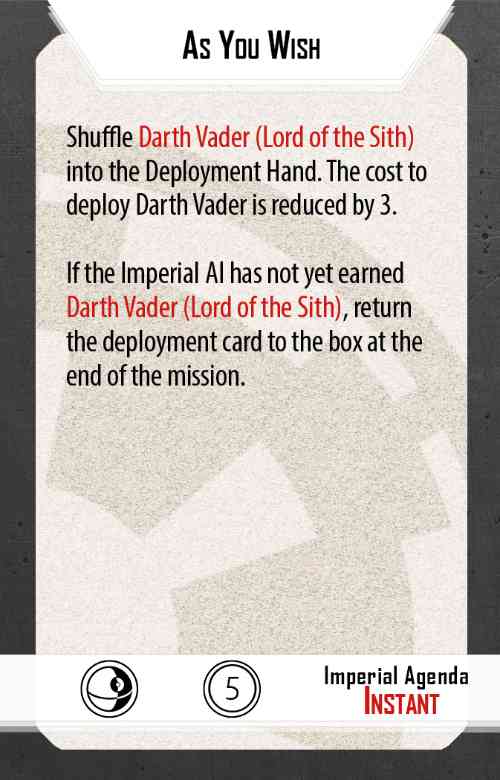 As You Wish
Shuffle Darth Vader (Lord of the Sith)
into the Deployment Hand. The cost to
deploy Darth Vader is reduced by 3.
If the Imperial AI has not yet earned
Darth Vader (Lord of the Sith), return
the deployment card to the box at the
end of the mission.
5
Imperial Agenda
Instant